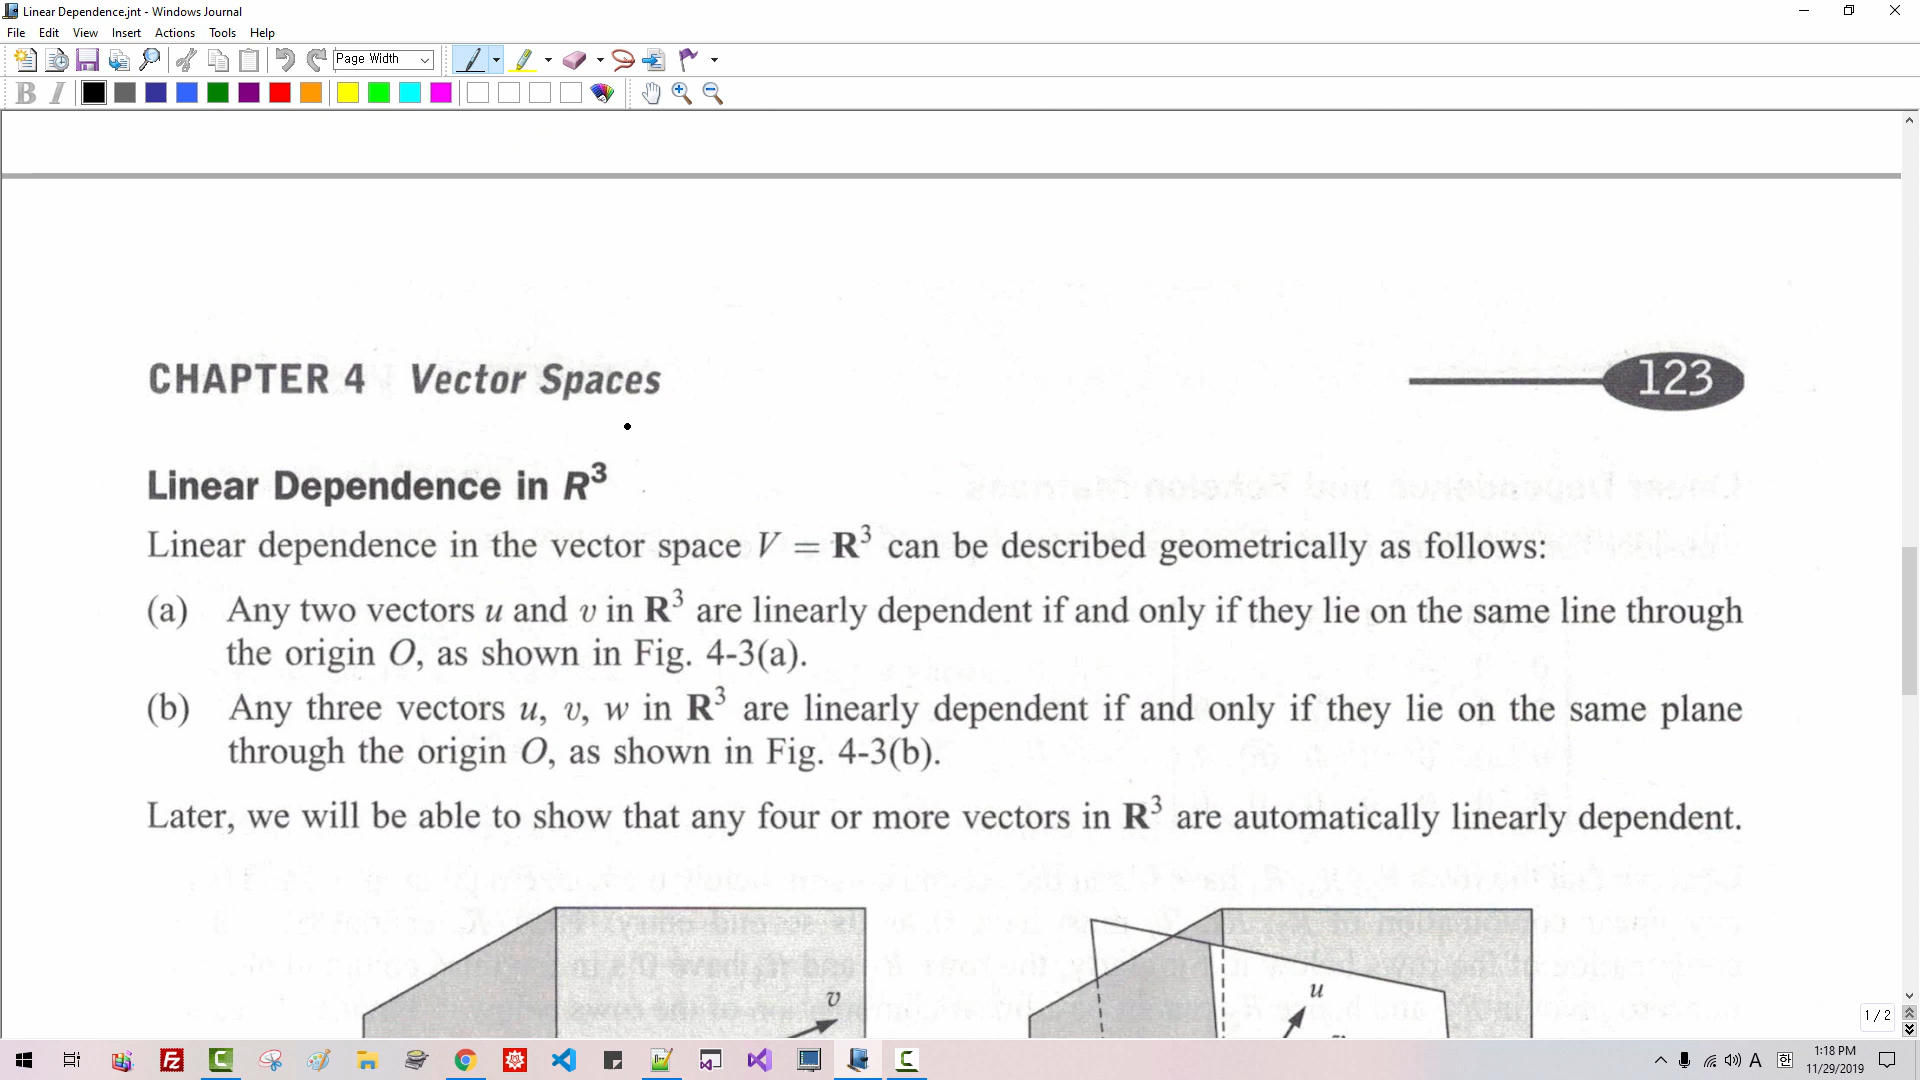 Linear Dependence.jnt - Windows Journal
File Edit View Insert Actions Tools Help
Page Width
B I
CHAPTER 4 Vector Spaces 123
Linear Dependence in R³
Linear dependence in the vector space V = R³ can be described geometrically as follows:
(a) Any two vectors u and v in R³ are linearly dependent if and only if they lie on the same line through
the origin O, as shown in Fig. 4-3(a).
(b) Any three vectors u, v, w in R³ are linearly dependent if and only if they lie on the same plane
through the origin O, as shown in Fig. 4-3(b).
Later, we will be able to show that any four or more vectors in R³ are automatically linearly dependent.
v
u
1 / 2
A 한 1:18 PM
11/29/2019